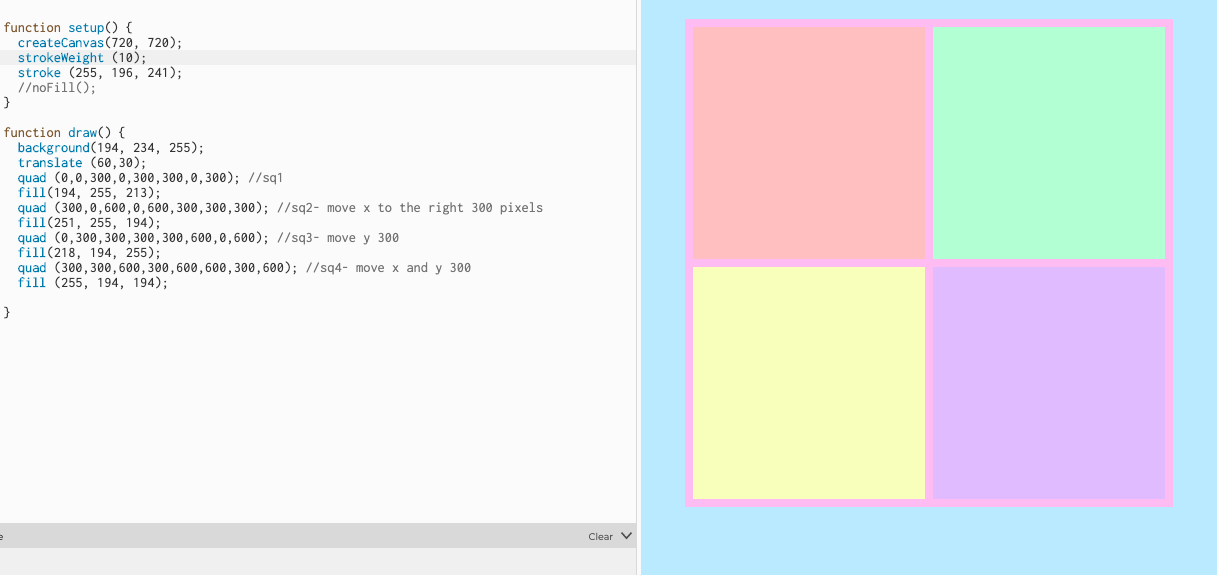 function setup() {
createCanvas(720, 720);
strokeWeight (10);
stroke (255, 196, 241);
//noFill();
}
function draw() {
background(194, 234, 255);
translate (60,30);
quad (0,0,300,0,300,300,0,300); //sq1
fill(194, 255, 213);
quad (300,0,600,0,600,300,300,300); //sq2- move x to the right 300 pixels
fill(251, 255, 194);
quad (0,300,300,300,300,600,0,600); //sq3- move y 300
fill(218, 194, 255);
quad (300,300,600,300,600,600,300,600); //sq4- move x and y 300
fill (255, 194, 194);
}
e Clear